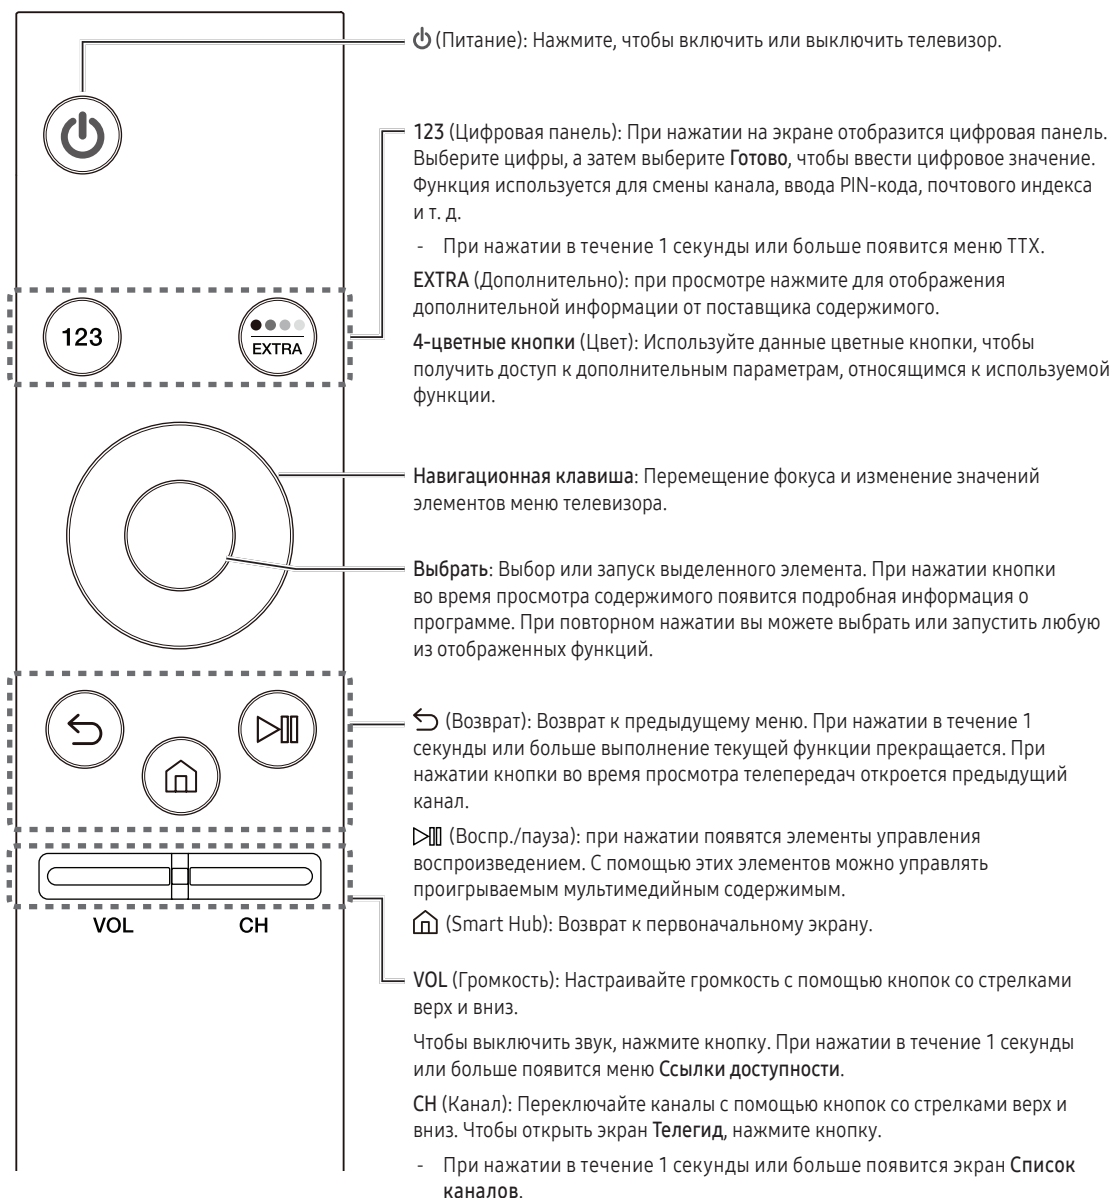 (Питание): Нажмите, чтобы включить или выключить телевизор.
123 (Цифровая панель): При нажатии на экране отобразится цифровая панель.
Выберите цифры, а затем выберите Готово, чтобы ввести цифровое значение.
Функция используется для смены канала, ввода PIN-кода, почтового индекса
и т. д.
- При нажатии в течение 1 секунды или больше появится меню TTX.
EXTRA (Дополнительно): при просмотре нажмите для отображения
дополнительной информации от поставщика содержимого.
4-цветные кнопки (Цвет): Используйте данные цветные кнопки, чтобы
получить доступ к дополнительным параметрам, относящимся к используемой
функции.
123
EXTRA
Навигационная клавиша: Перемещение фокуса и изменение значений
элементов меню телевизора.
Выбрать: Выбор или запуск выделенного элемента. При нажатии кнопки
во время просмотра содержимого появится подробная информация о
программе. При повторном нажатии вы можете выбрать или запустить любую
из отображенных функций.
(Возврат): Возврат к предыдущему меню. При нажатии в течение 1
секунды или больше выполнение текущей функции прекращается. При
нажатии кнопки во время просмотра телепередач откроется предыдущий
канал.
(Воспр./пауза): при нажатии появятся элементы управления
воспроизведением. С помощью этих элементов можно управлять
проигрываемым мультимедийным содержимым.
(Smart Hub): Возврат к первоначальному экрану.
VOL
CH
VOL (Громкость): Настраивайте громкость с помощью кнопок со стрелками
верх и вниз.
Чтобы выключить звук, нажмите кнопку. При нажатии в течение 1 секунды
или больше появится меню Ссылки доступности.
CH (Канал): Переключайте каналы с помощью кнопок со стрелками верх и
вниз. Чтобы открыть экран Телегид, нажмите кнопку.
- При нажатии в течение 1 секунды или больше появится экран Список
каналов.